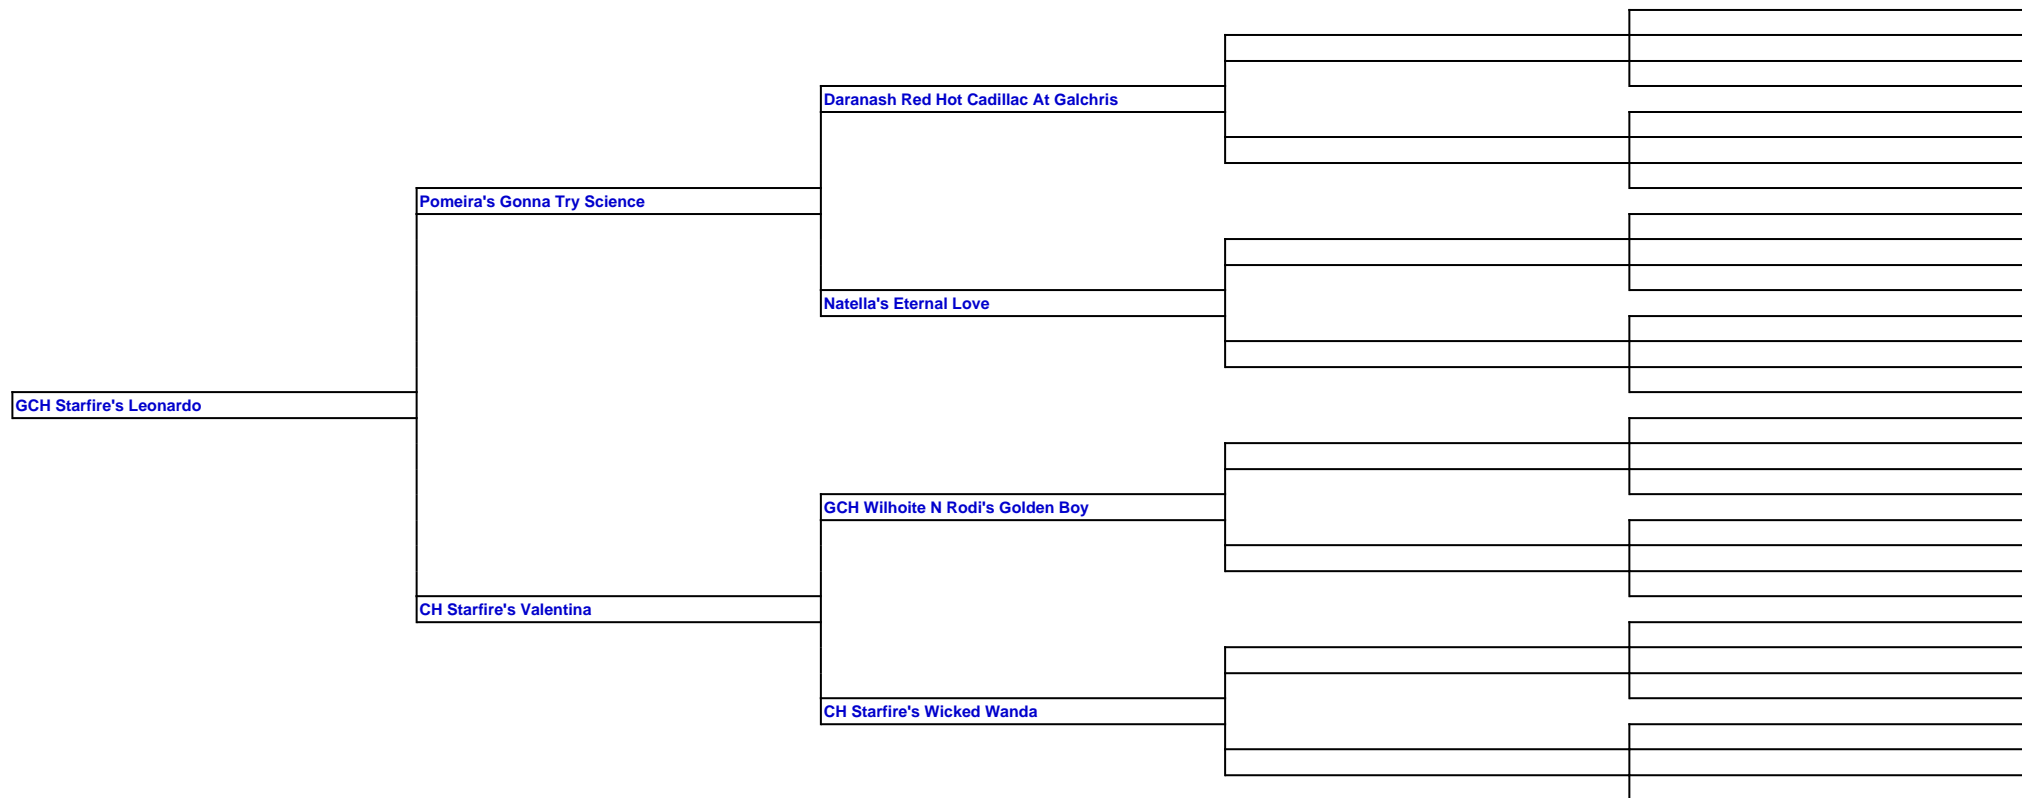 Daranash Red Hot Cadillac At Galchris
Pomeira's Gonna Try Science
Natella's Eternal Love
GCH Starfire's Leonardo
GCH Wilhoite N Rodi's Golden Boy
CH Starfire's Valentina
CH Starfire's Wicked Wanda